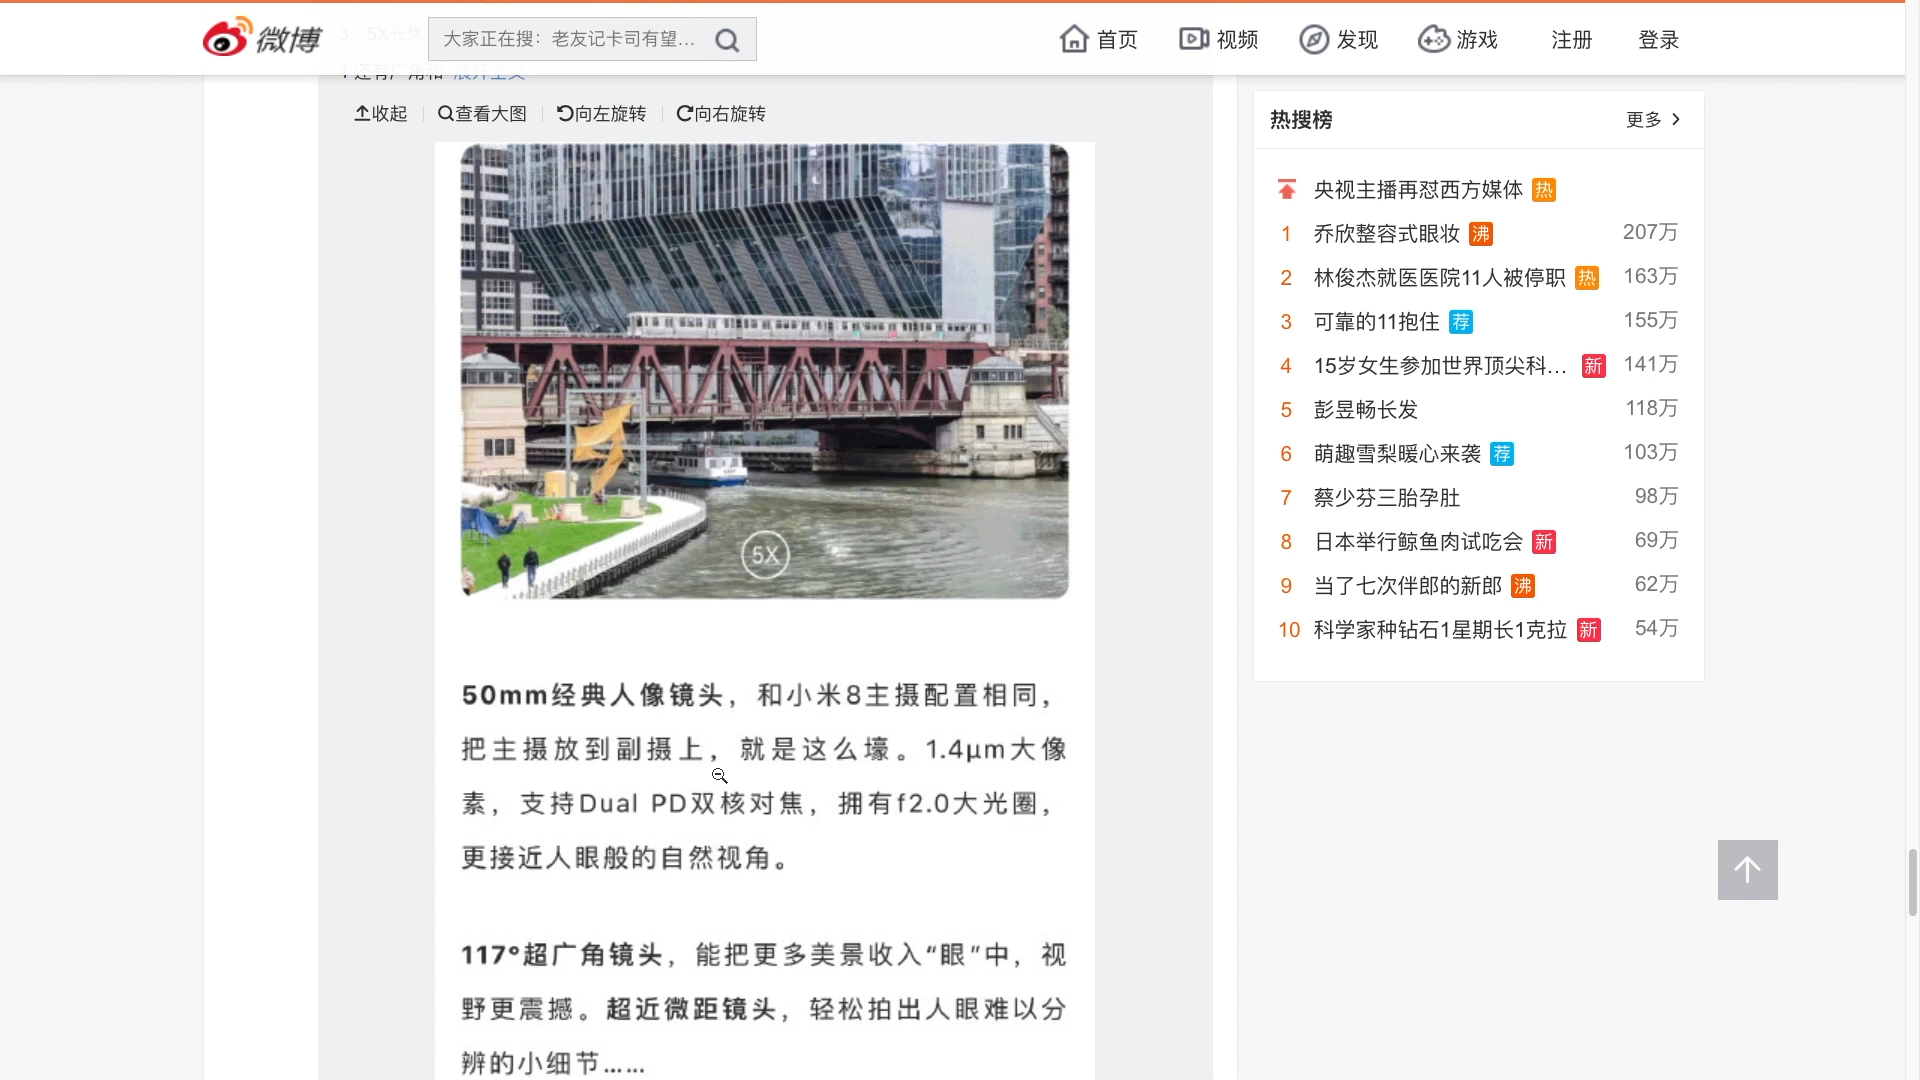 微博
大家正在搜：老友记卡司有望...
首页
视频
发现
游戏
注册
登录
3、5X长焦
4 还有广角和 展开全文
收起
查看大图
向左旋转
向右旋转
5X
50mm经典人像镜头，和小米8主摄配置相同，
把主摄放到副摄上，就是这么壕。1.4μm大像
素，支持Dual PD双核对焦，拥有f2.0大光圈，
更接近人眼般的自然视角。
117°超广角镜头，能把更多美景收入“眼”中，视
野更震撼。超近微距镜头，轻松拍出人眼难以分
辨的小细节……
热搜榜
更多
央视主播再怼西方媒体 热
1 乔欣整容式眼妆 沸 207万
2 林俊杰就医医院11人被停职 热 163万
3 可靠的11抱住 荐 155万
4 15岁女生参加世界顶尖科... 新 141万
5 彭昱畅长发 118万
6 萌趣雪梨暖心来袭 荐 103万
7 蔡少芬三胎孕肚 98万
8 日本举行鲸鱼肉试吃会 新 69万
9 当了七次伴郎的新郎 沸 62万
10 科学家种钻石1星期长1克拉 新 54万